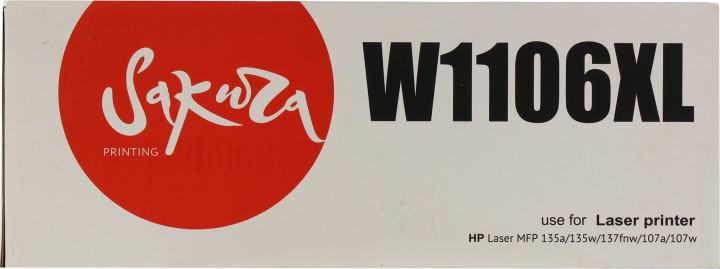 Sakura
PRINTING
W1106XL
use for Laser printer
HP Laser MFP 135a/135w/137fnw/107a/107w